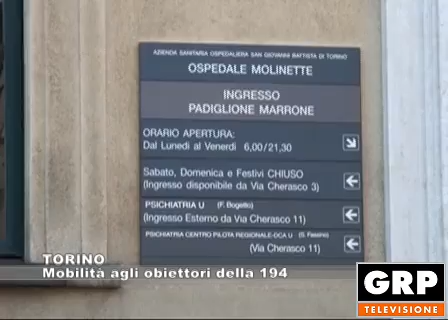 AZIENDA SANITARIA OSPEDALIERA SAN GIOVANNI BATTISTA DI TORINO
OSPEDALE MOLINETTE
INGRESSO
PADIGLIONE MARRONE
ORARIO APERTURA:
Dal Lunedì al Venerdì 6,00/21,30
Sabato, Domenica e Festivi CHIUSO
(Ingresso disponibile da Via Cherasco 3)
PSICHIATRIA U (F. Bogetto)
(Ingresso Esterno da Via Cherasco 11)
PSICHIATRIA CENTRO PILOTA REGIONALE-DCA U (S. Fassino)
(Via Cherasco 11)
TORINO
Mobilità agli obiettori della 194
GRP
TELEVISIONE